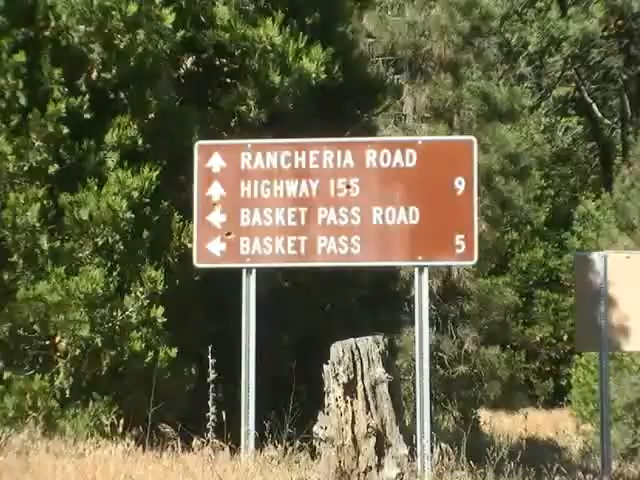 RANCHERIA ROAD
HIGHWAY 155 9
BASKET PASS ROAD
BASKET PASS 5